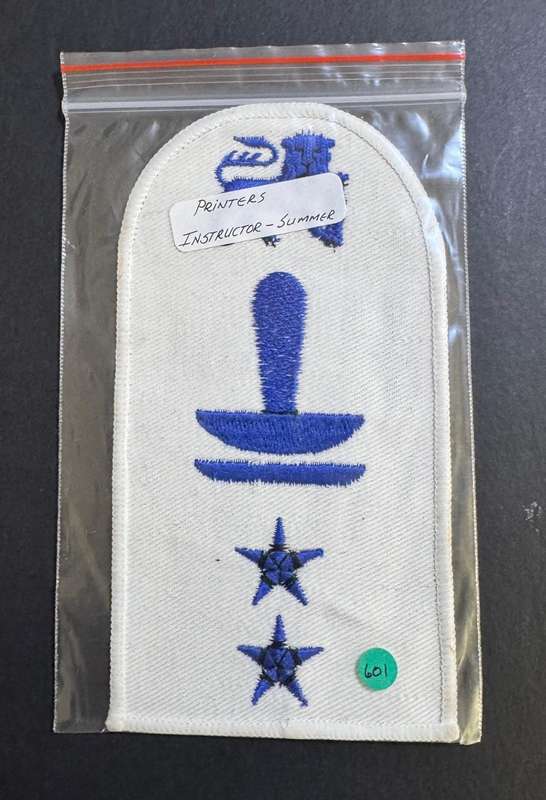 PRINTERS
INSTRUCTOR - SUMMER
601